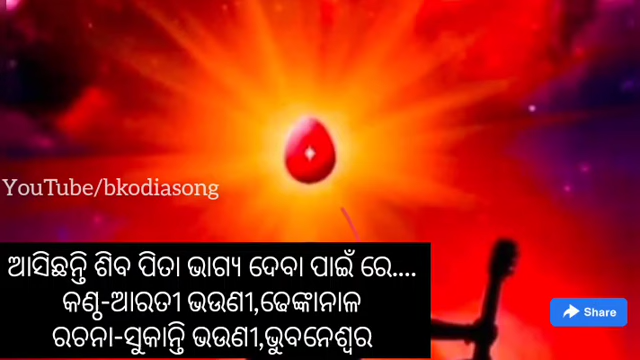 YouTube/bkodiasong
ଆସିଛନ୍ତି ଶିବ ପିତା ଭାଗ୍ୟ ଦେବା ପାଇଁ ରେ....
କଣ୍ଠ-ଆରତୀ ଭଉଣୀ,ଢେଙ୍କାନାଳ
Share
ରଚନା-ସୁକାନ୍ତି ଭଉଣୀ,ଭୁବନେଶ୍ୱର